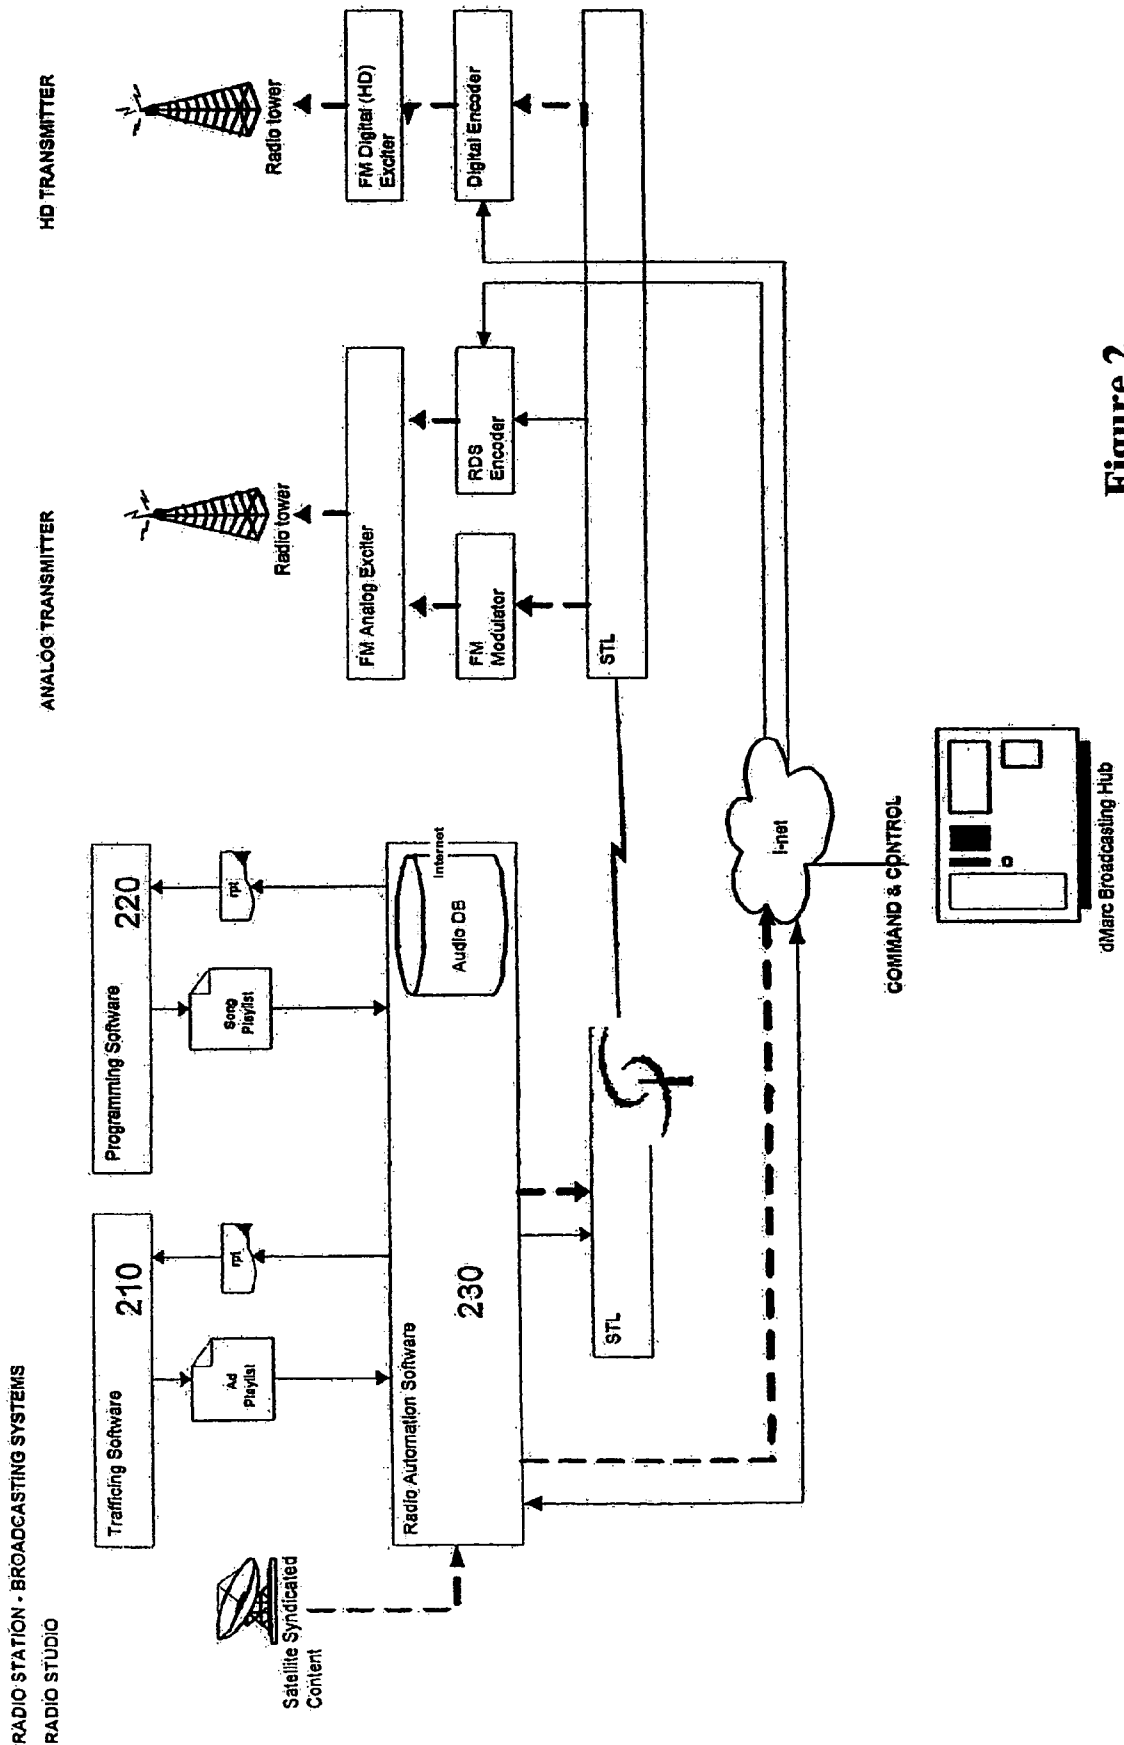 RADIO STATION - BROADCASTING SYSTEMS
RADIO STUDIO
ANALOG TRANSMITTER
HD TRANSMITTER
Trafficing Software
210
Programming Software
220
Ad
Playlist
rpt
Song
Playlist
rpt
Satellite Syndicated
Content
Radio Automation Software
230
Audio DB
Internet
STL
Radio tower
FM Analog Exciter
FM
Modulator
RDS
Encoder
STL
Radio tower
FM Digital (HD)
Exciter
Digital Encoder
I-net
COMMAND & CONTROL
dMarc Broadcasting Hub
Figure 2